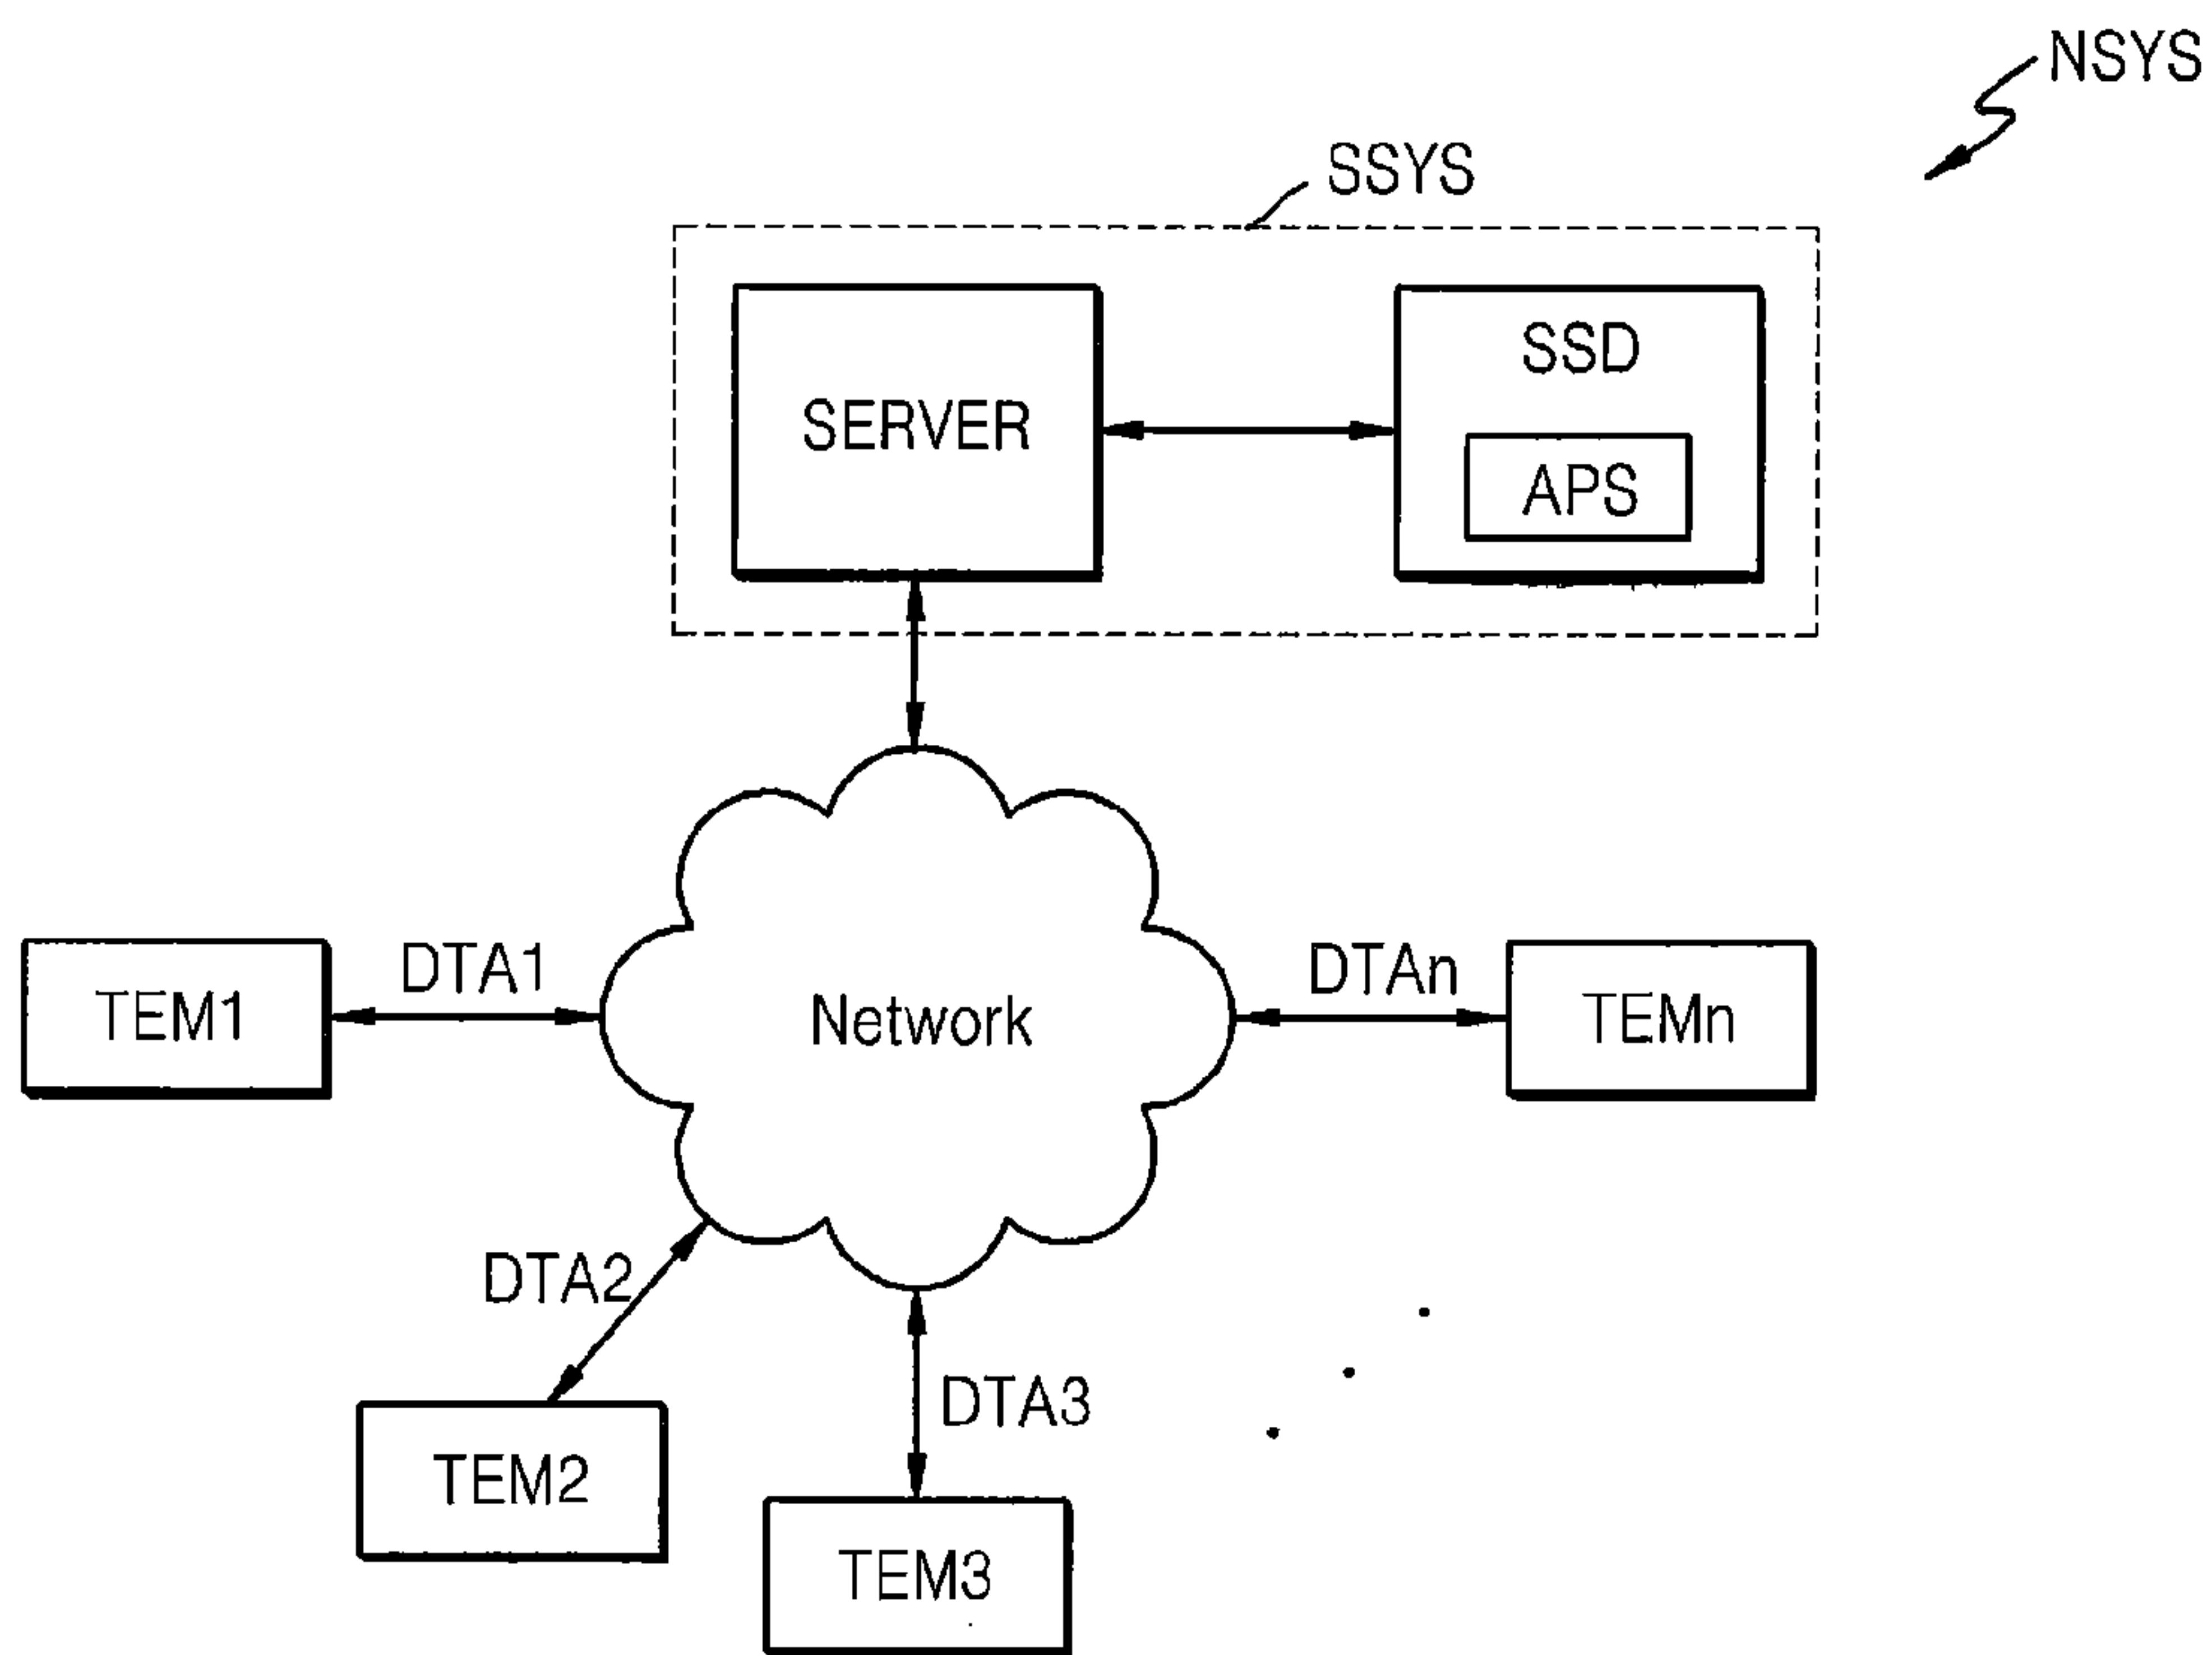 NSYS
SSYS
SERVER
SSD
APS
Network
TEM1
DTA1
DTAn
TEMn
DTA2
TEM2
DTA3
TEM3